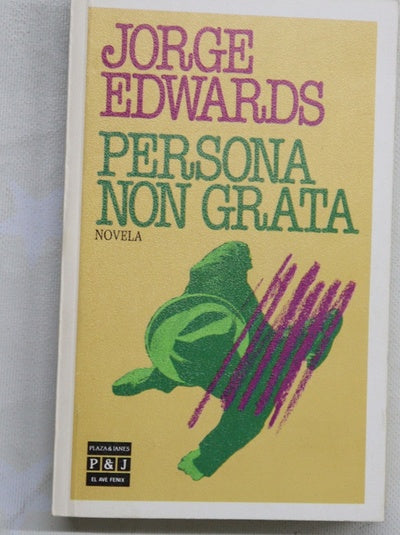 JORGE
EDWARDS
PERSONA
NON GRATA
NOVELA
PLAZA & JANES
P & J
EL AVE FENIX